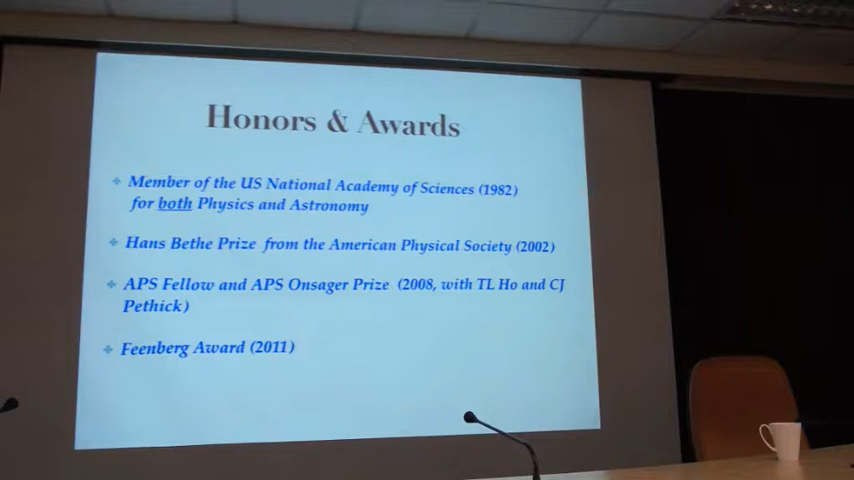 Honors & Awards
Member of the US National Academy of Sciences (1982)
for both Physics and Astronomy
Hans Bethe Prize from the American Physical Society (2002)
APS Fellow and APS Onsager Prize (2008, with TL Ho and CJ
Pethick)
Feenberg Award (2011)